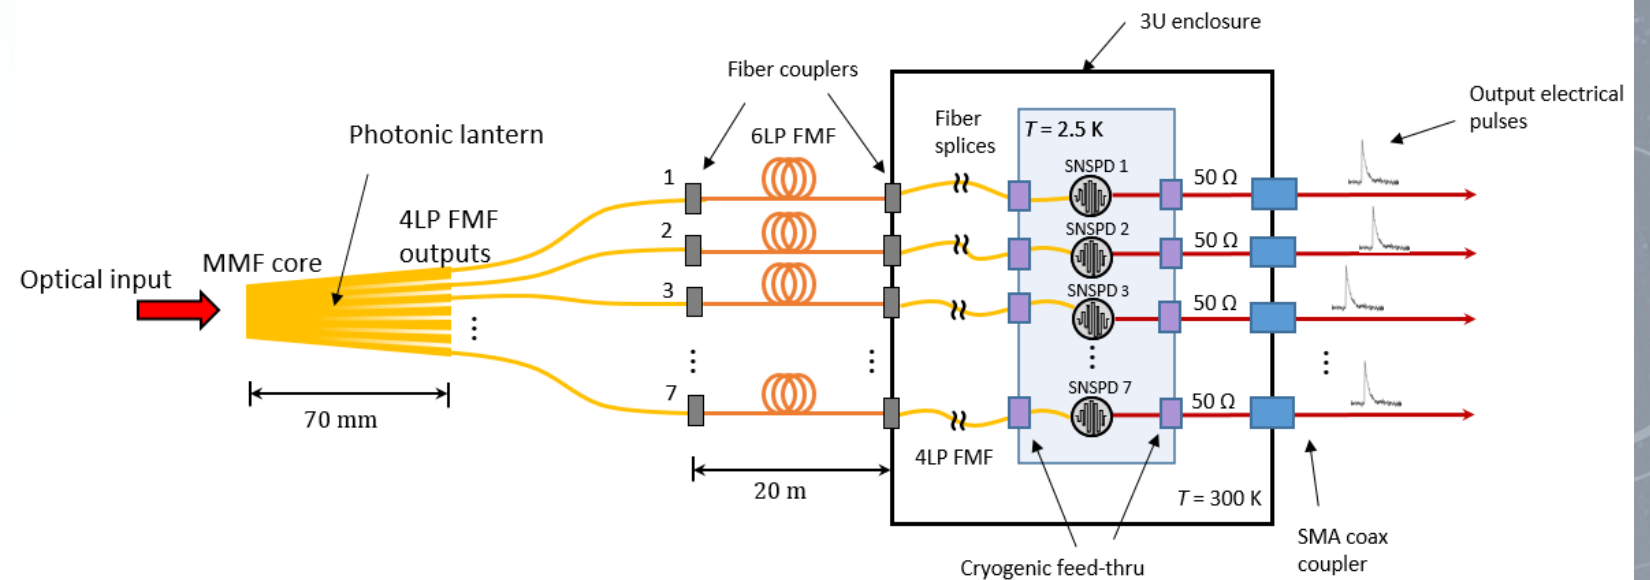 3U enclosure
Fiber couplers
Output electrical
pulses
Photonic lantern
6LP FMF
Fiber
splices
T = 2.5 K
SNSPD 1
50 Ω
1
4LP FMF
outputs
2
SNSPD 2
50 Ω
MMF core
Optical input
3
SNSPD 3
50 Ω
⋮
⋮
⋮
⋮
⋮
7
SNSPD 7
50 Ω
70 mm
4LP FMF
20 m
T = 300 K
SMA coax
coupler
Cryogenic feed-thru